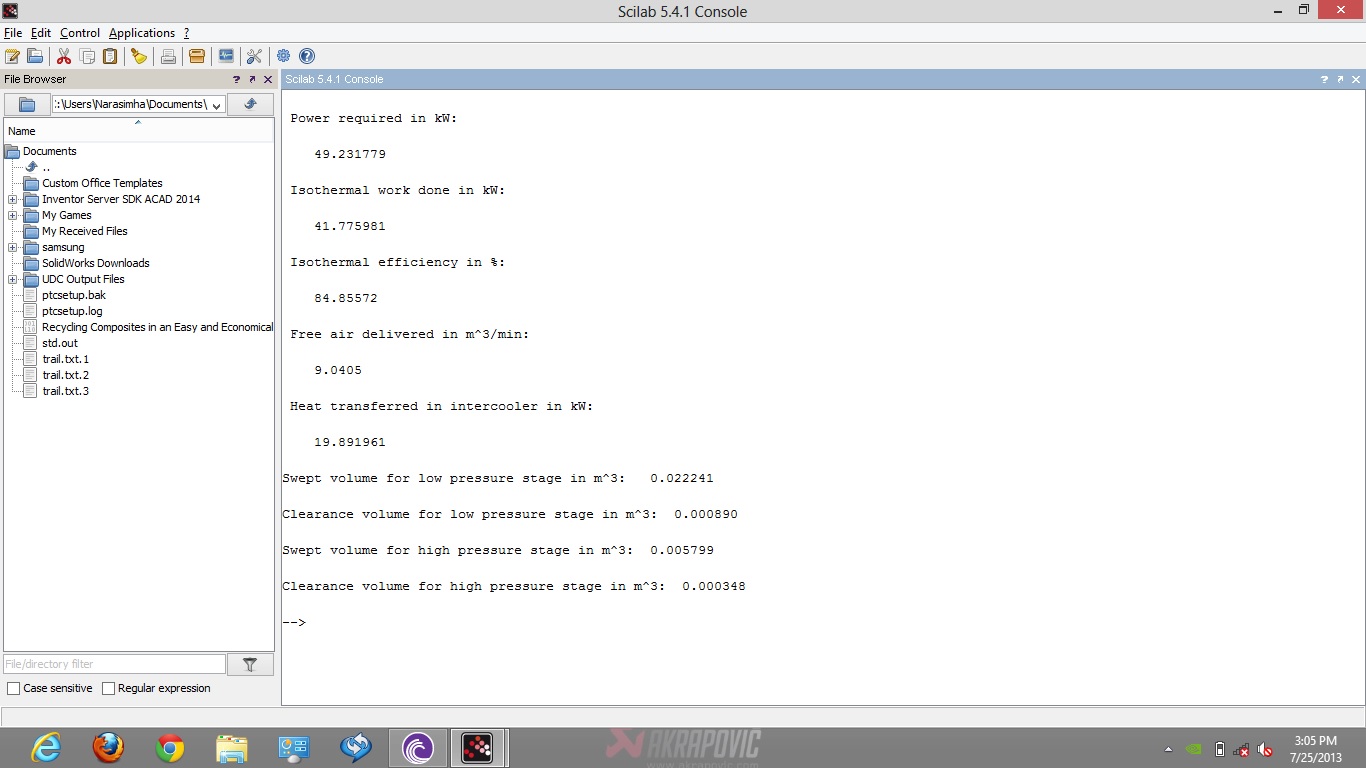 Scilab 5.4.1 Console
File Edit Control Applications ?
File Browser
Scilab 5.4.1 Console
:\Users\Narasimha\Documents\
Name
Documents
..
Custom Office Templates
Inventor Server SDK ACAD 2014
My Games
My Received Files
samsung
SolidWorks Downloads
UDC Output Files
ptcsetup.bak
ptcsetup.log
Recycling Composites in an Easy and Economical
std.out
trail.txt.1
trail.txt.2
trail.txt.3
File/directory filter
Case sensitive Regular expression
Power required in kW:
49.231779
Isothermal work done in kW:
41.775981
Isothermal efficiency in %:
84.85572
Free air delivered in m^3/min:
9.0405
Heat transferred in intercooler in kW:
19.891961
Swept volume for low pressure stage in m^3: 0.022241
Clearance volume for low pressure stage in m^3: 0.000890
Swept volume for high pressure stage in m^3: 0.005799
Clearance volume for high pressure stage in m^3: 0.000348
-->
AKRAPOVIC
www.akrapovic.com
3:05 PM
7/25/2013